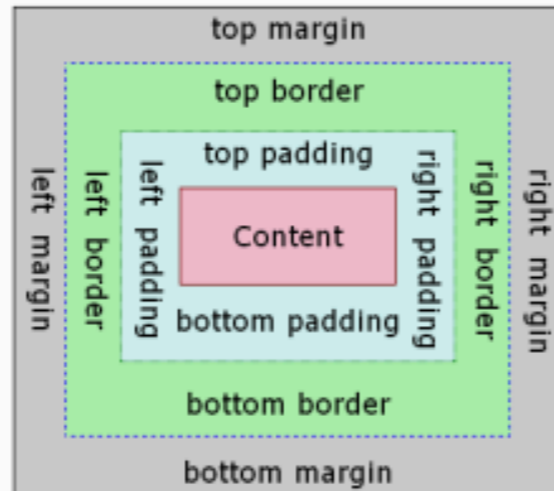 top margin
top border
top padding
left margin
left border
left padding
Content
right padding
right border
right margin
bottom padding
bottom border
bottom margin